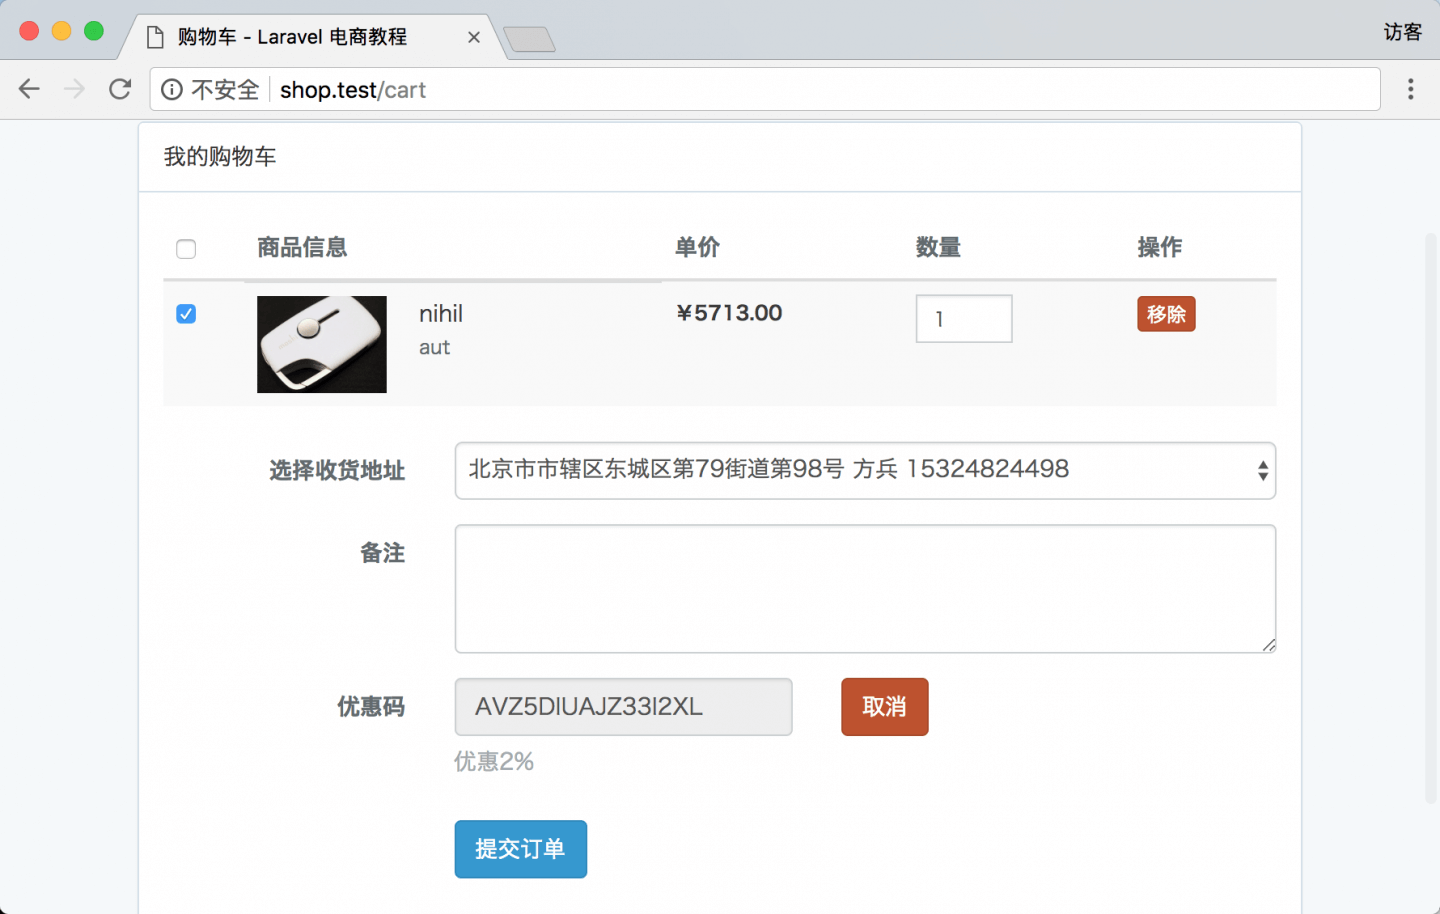 购物车 - Laravel 电商教程
访客
不安全 shop.test/cart
我的购物车
商品信息 单价 数量 操作
nihil ¥5713.00 1 移除
aut
选择收货地址 北京市市辖区东城区第79街道第98号 方兵 15324824498
备注
优惠码 AVZ5DIUAJZ33I2XL 取消
优惠2%
提交订单